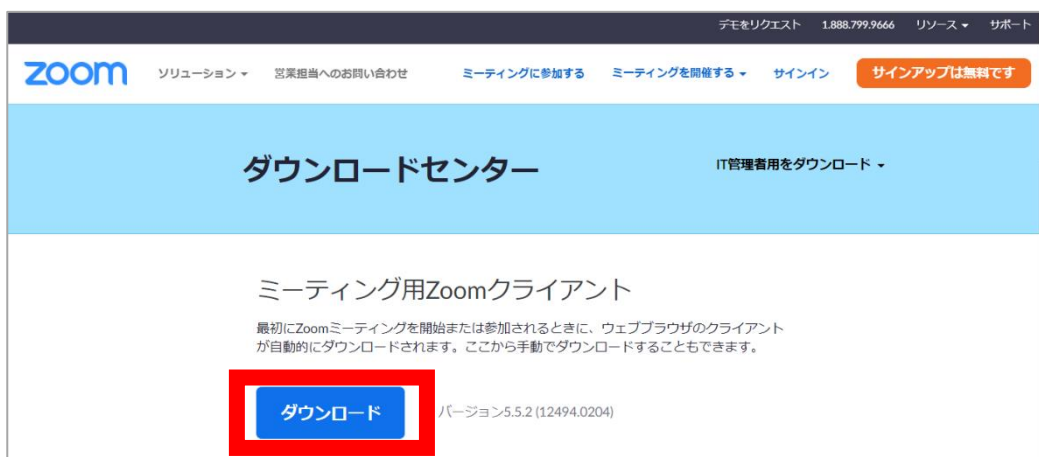 デモをリクエスト 1.888.799.9666 リソース サポート
zoom ソリューション 営業担当へのお問い合わせ ミーティングに参加する ミーティングを開催する サインイン サインアップは無料です
ダウンロードセンター IT管理者用をダウンロード
ミーティング用Zoomクライアント
最初にZoomミーティングを開始または参加されるときに、ウェブブラウザのクライアント
が自動的にダウンロードされます。ここから手動でダウンロードすることもできます。
ダウンロード バージョン5.5.2 (12494.0204)